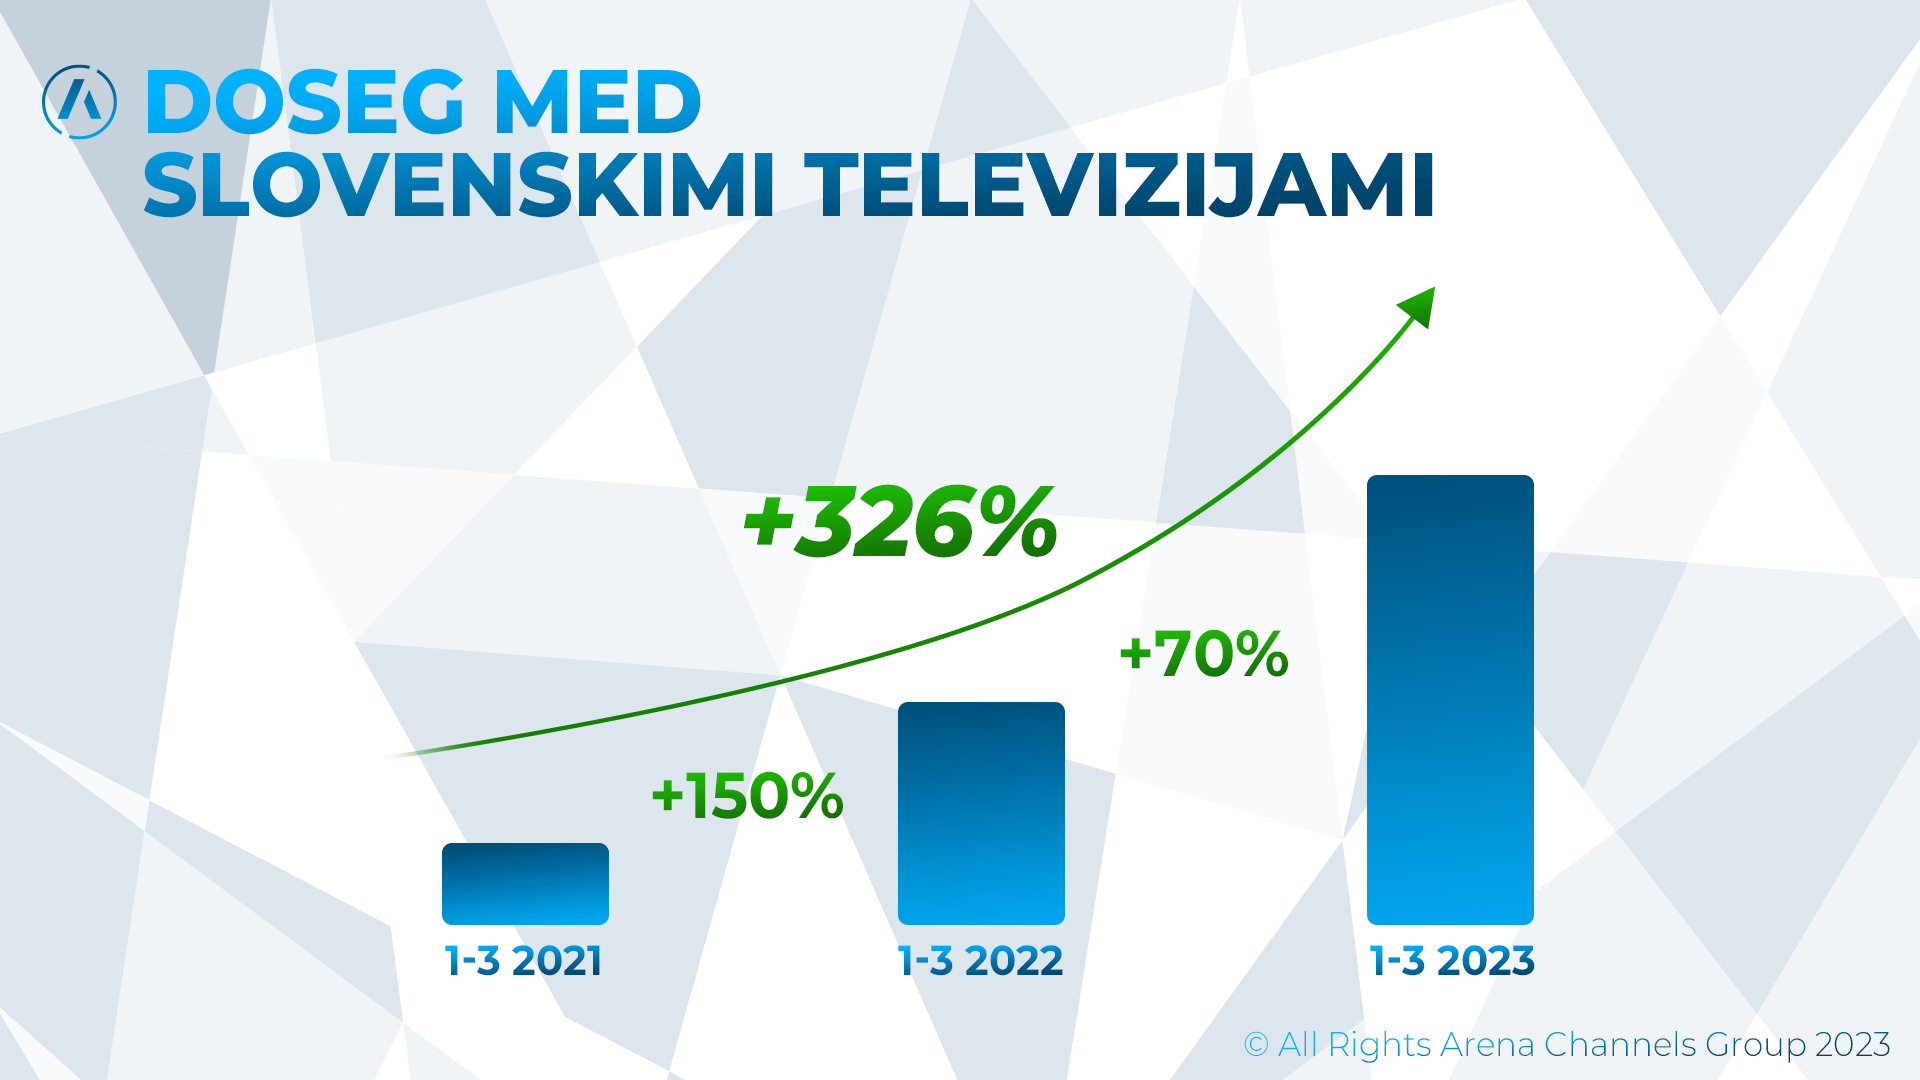 DOSEG MED
SLOVENSKIMI TELEVIZIJAMI
+326%
+70%
+150%
1-3 2021
1-3 2022
1-3 2023
© All Rights Arena Channels Group 2023